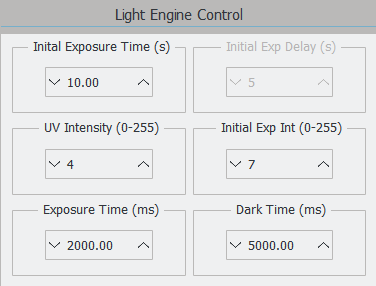 Light Engine Control
Inital Exposure Time (s)
10.00
Initial Exp Delay (s)
5
UV Intensity (0-255)
4
Initial Exp Int (0-255)
7
Exposure Time (ms)
2000.00
Dark Time (ms)
5000.00